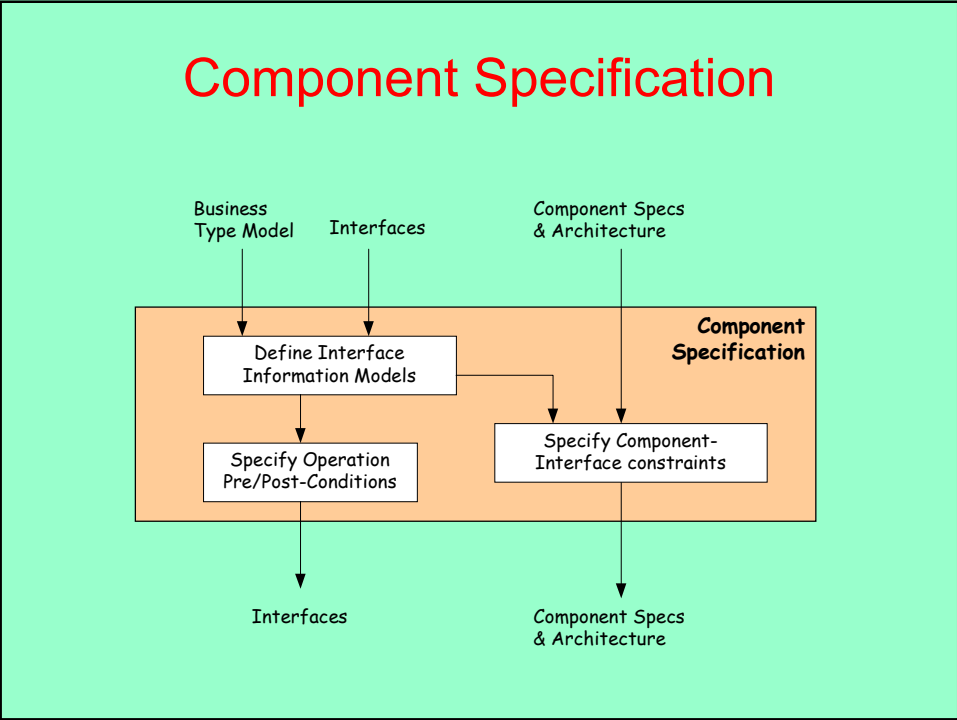 Component Specification
Business
Type Model
Interfaces
Component Specs
& Architecture
Component
Specification
Define Interface
Information Models
Specify Component-
Interface constraints
Specify Operation
Pre/Post-Conditions
Interfaces
Component Specs
& Architecture